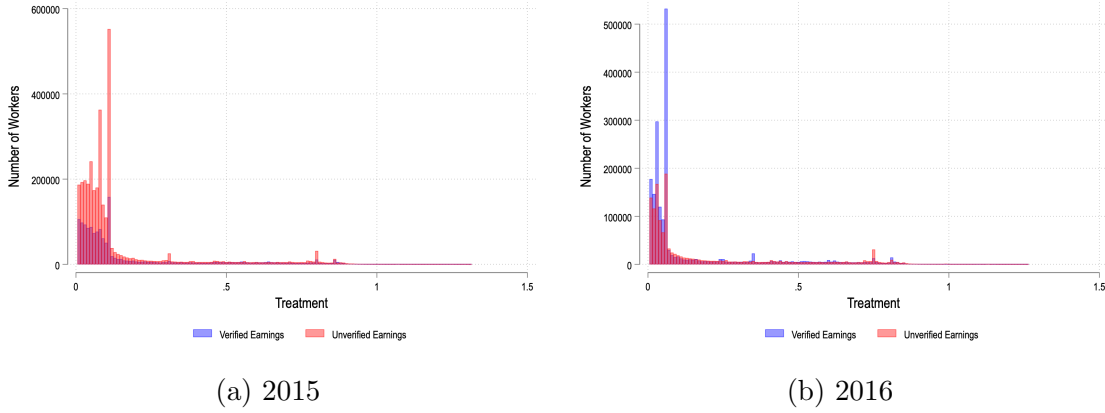 600000
400000
200000
0
Number of Workers
0
.5
1
1.5
Treatment
Verified Earnings
Unverified Earnings
(a) 2015
500000
400000
300000
200000
100000
0
Number of Workers
0
.5
1
1.5
Treatment
Verified Earnings
Unverified Earnings
(b) 2016